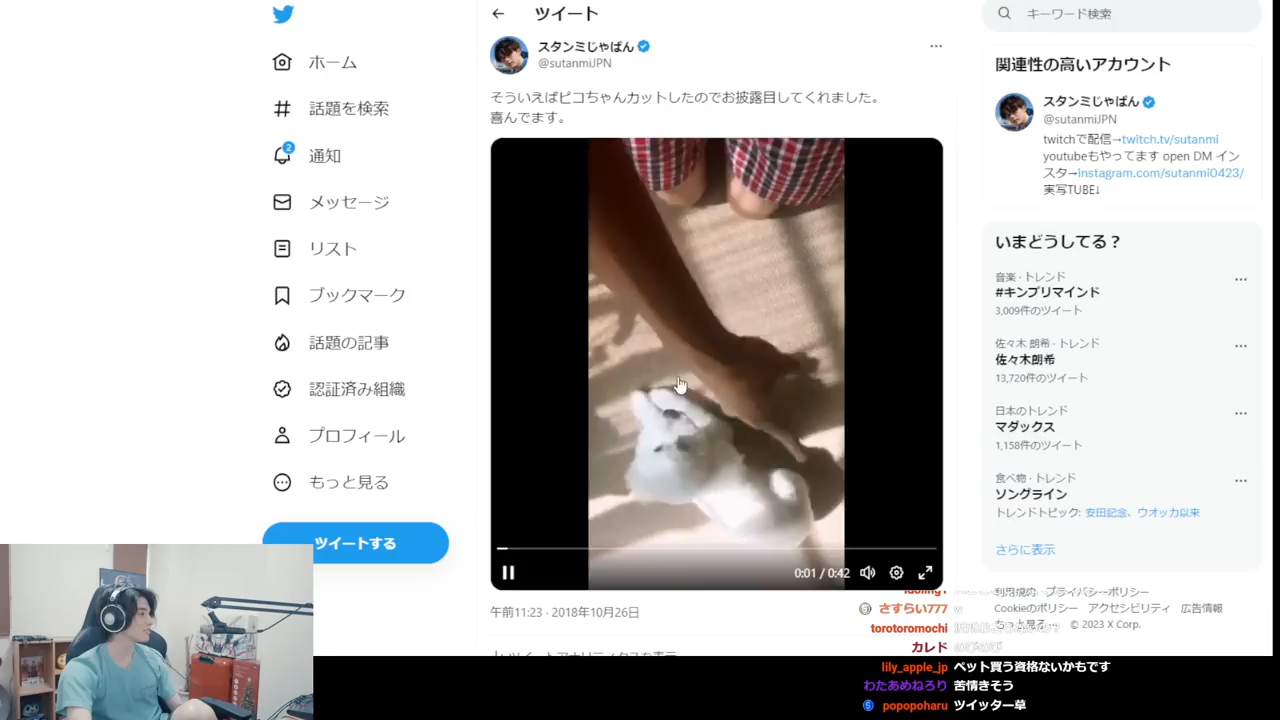 ホーム
話題を検索
2
通知
メッセージ
リスト
ブックマーク
話題の記事
認証済み組織
プロフィール
もっと見る
ツイートする
ツイート
スタンミじゃぱん
@sutanmiJPN
そういえばピコちゃんカットしたのでお披露目してくれました。
喜んでます。
0:01 / 0:42
午前11:23 · 2018年10月26日
キーワード検索
関連性の高いアカウント
スタンミじゃぱん
@sutanmiJPN
twitchで配信→twitch.tv/sutanmi
youtubeもやってます open DM イン
スタ→instagram.com/sutanmi0423/
実写TUBE↓
いまどうしてる？
音楽 · トレンド
#キンプリマインド
3,009件のツイート
佐々木 朗希 · トレンド
佐々木朗希
13,720件のツイート
日本のトレンド
マダックス
1,158件のツイート
食べ物 · トレンド
ソングライン
トレンドトピック: 安田記念、ウオッカ以来
さらに表示
利用規約 プライバシーポリシー
Cookieのポリシー アクセシビリティ 広告情報
もっと見る… © 2023 X Corp.
さすらい777 w
torotoromochi
カレド
lily_apple_jp ペット買う資格ないかもです
わたあめねろり 苦情きそう
popopoharu ツイッター草